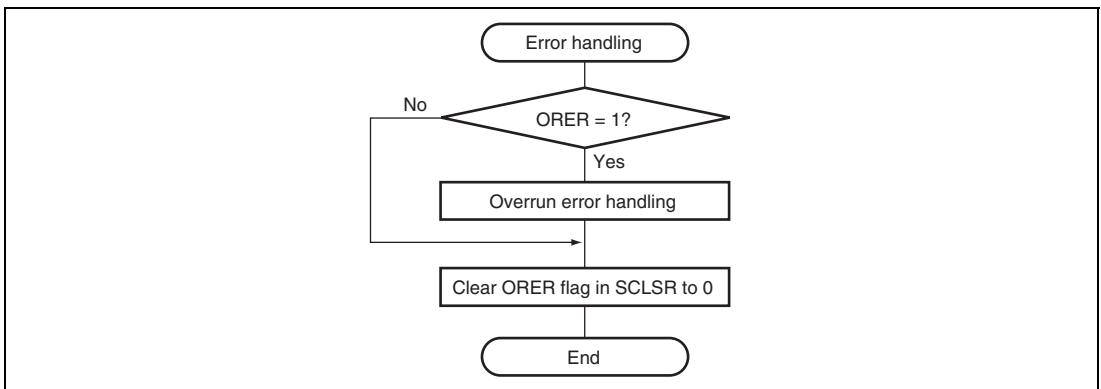 Error handling
No
ORER = 1?
Yes
Overrun error handling
Clear ORER flag in SCLSR to 0
End